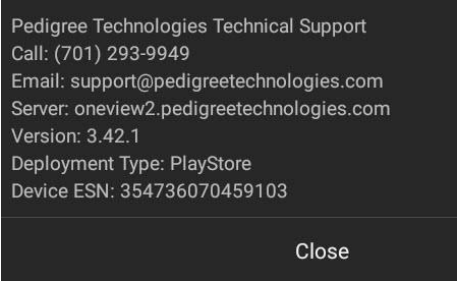 Pedigree Technologies Technical Support
Call: (701) 293-9949
Email: support@pedigreetechnologies.com
Server: oneview2.pedigreetechnologies.com
Version: 3.42.1
Deployment Type: PlayStore
Device ESN: 354736070459103
Close